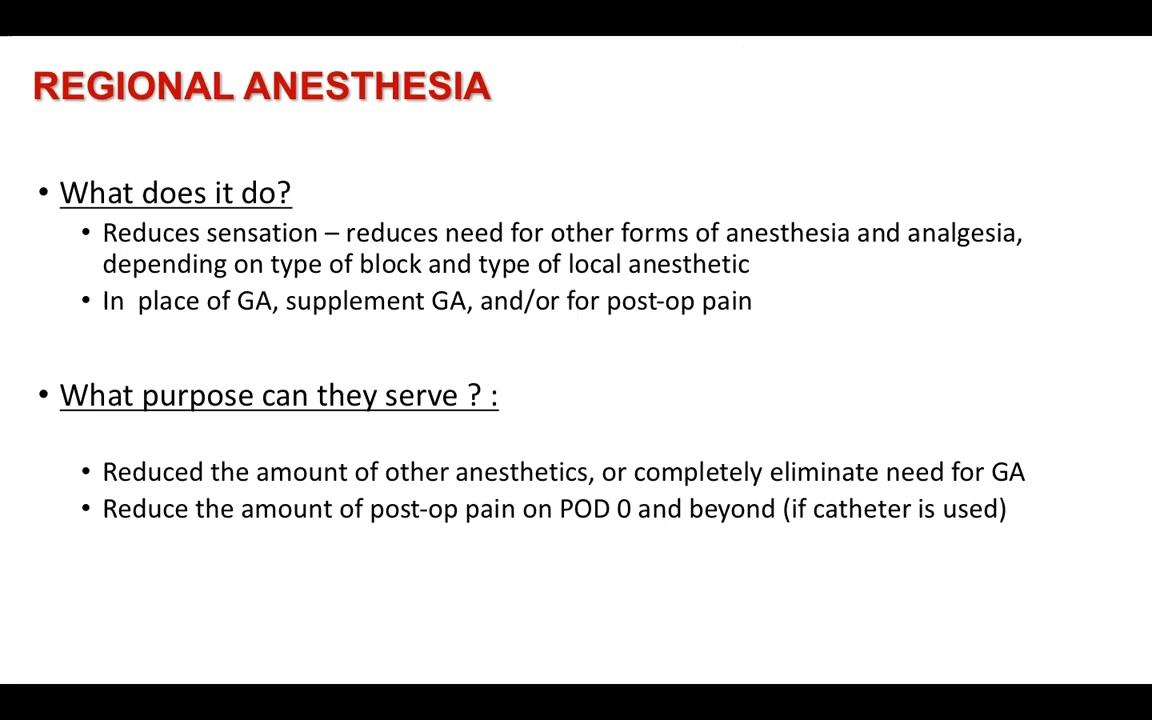 REGIONAL ANESTHESIA
• What does it do?
• Reduces sensation – reduces need for other forms of anesthesia and analgesia,
depending on type of block and type of local anesthetic
• In  place of GA, supplement GA, and/or for post-op pain
• What purpose can they serve ? :
• Reduced the amount of other anesthetics, or completely eliminate need for GA
• Reduce the amount of post-op pain on POD 0 and beyond (if catheter is used)